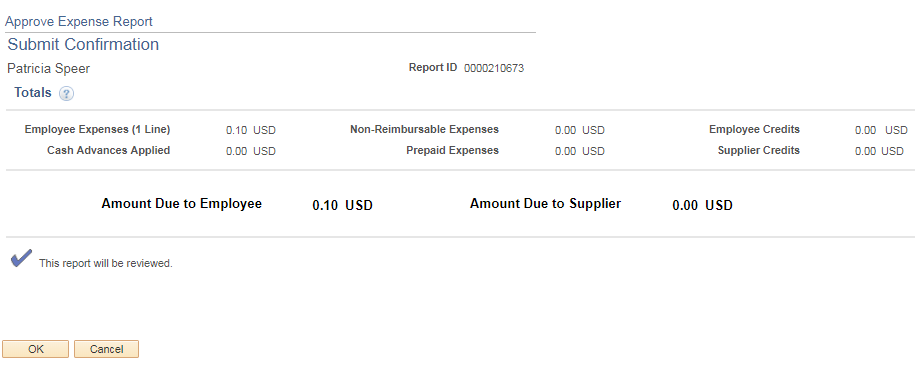 Approve Expense Report
Submit Confirmation
Patricia Speer Report ID 0000210673
Totals ?
Employee Expenses (1 Line) 0.10 USD Non-Reimbursable Expenses 0.00 USD Employee Credits 0.00 USD
Cash Advances Applied 0.00 USD Prepaid Expenses 0.00 USD Supplier Credits 0.00 USD
Amount Due to Employee 0.10 USD Amount Due to Supplier 0.00 USD
This report will be reviewed.
OK Cancel